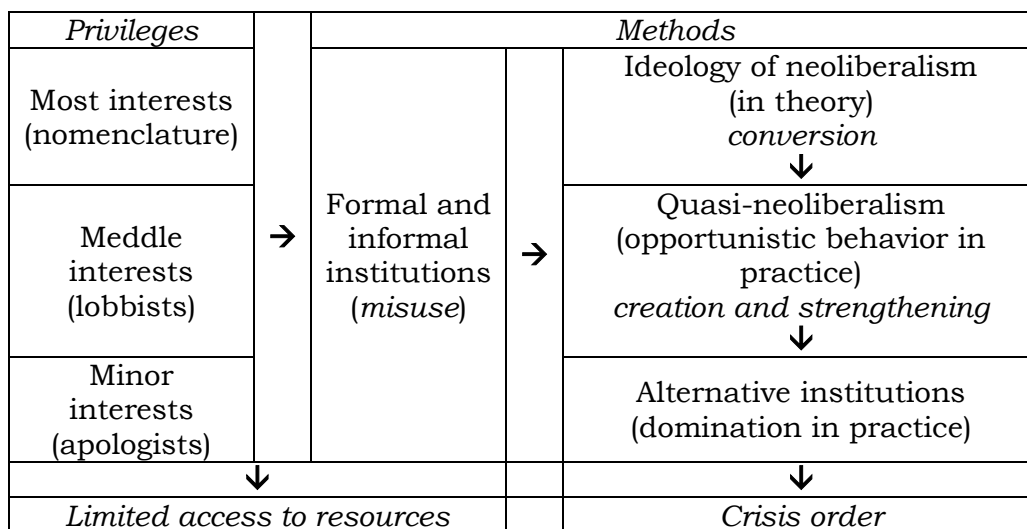 Privileges
Methods
Most interests
(nomenclature)
Meddle
interests
(lobbists)
Minor
interests
(apologists)
→
Formal and
informal
institutions
(misuse)
→
Ideology of neoliberalism
(in theory)
conversion
↓
Quasi-neoliberalism
(opportunistic behavior in
practice)
creation and strengthening
↓
Alternative institutions
(domination in practice)
↓
↓
Limited access to resources
Crisis order